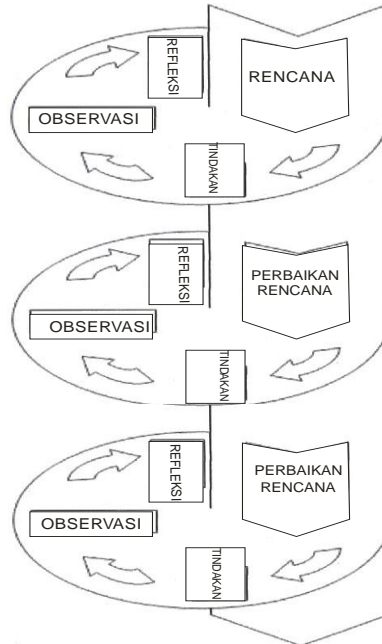 REFLEKSI
RENCANA
OBSERVASI
TINDAKAN
REFLEKSI
PERBAIKAN
RENCANA
OBSERVASI
TINDAKAN
REFLEKSI
PERBAIKAN
RENCANA
OBSERVASI
TINDAKAN